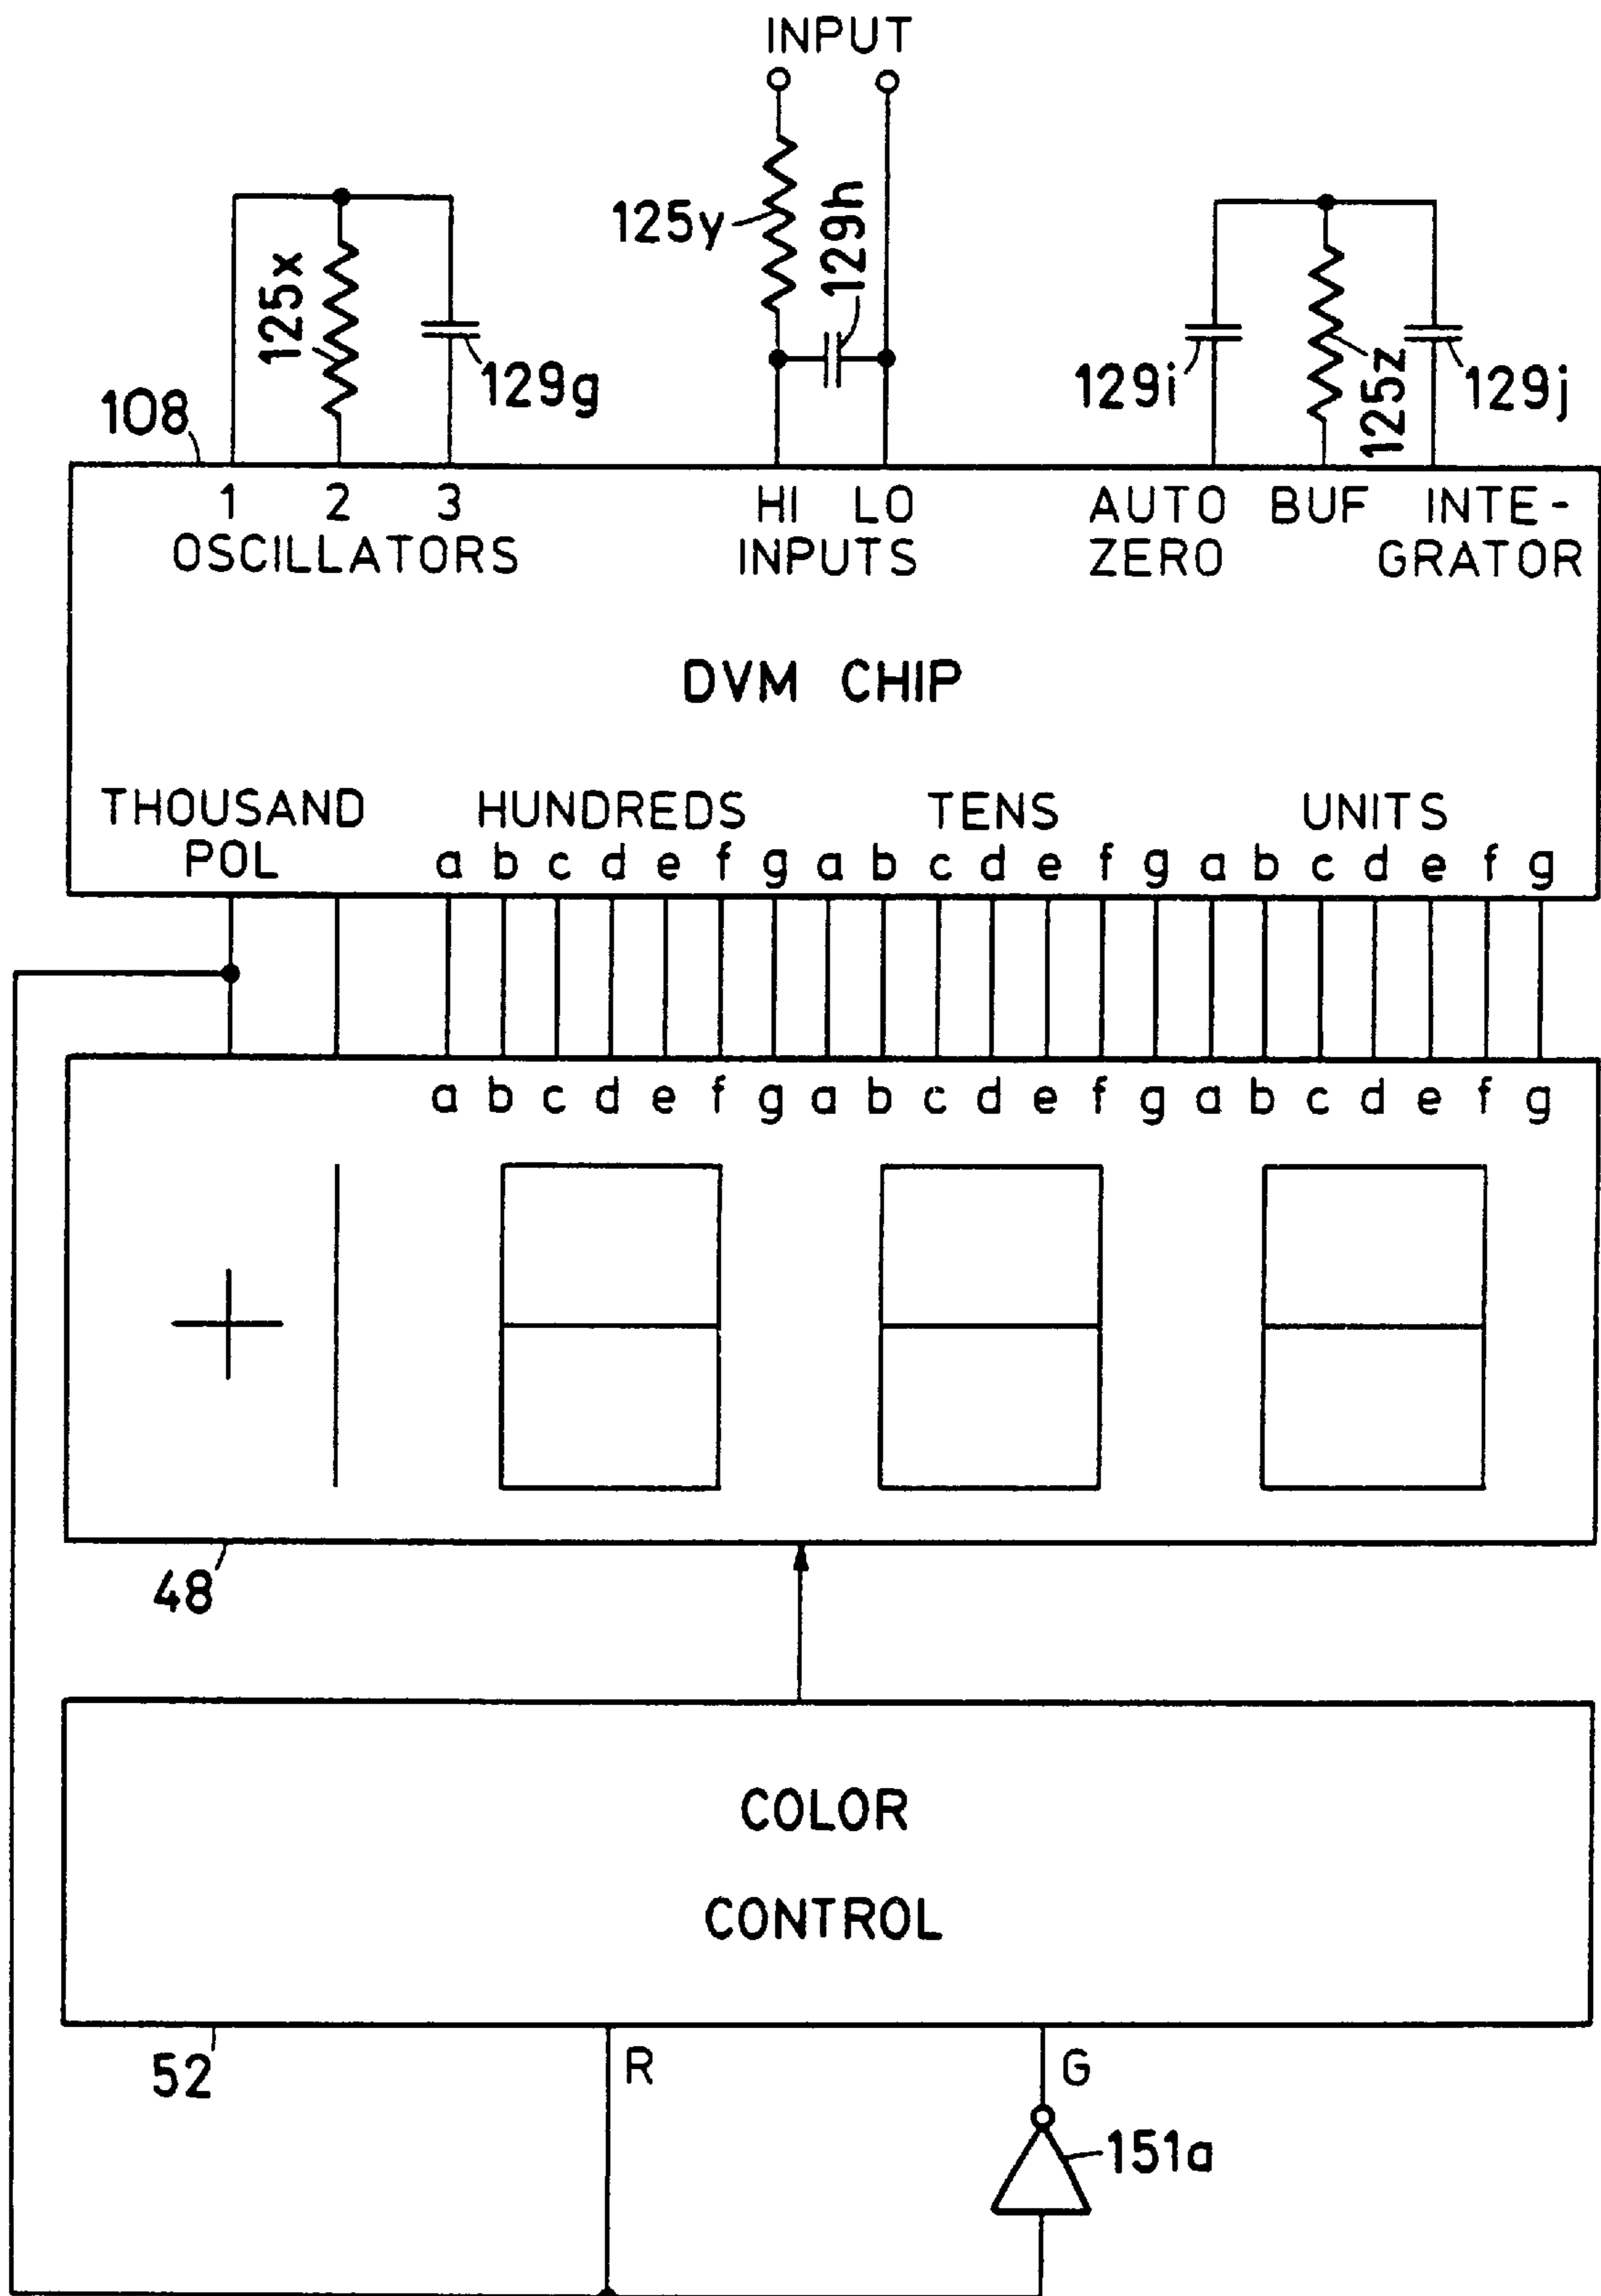 INPUT
125x
129g
125y
129h
129i
125z
129j
108
1 2 3
OSCILLATORS
HI LO
INPUTS
AUTO
ZERO
BUF
INTE-
GRATOR
DVM CHIP
THOUSAND HUNDREDS TENS UNITS
POL a b c d e f g a b c d e f g a b c d e f g
a b c d e f g a b c d e f g a b c d e f g
48
COLOR
CONTROL
52
R
G
151a